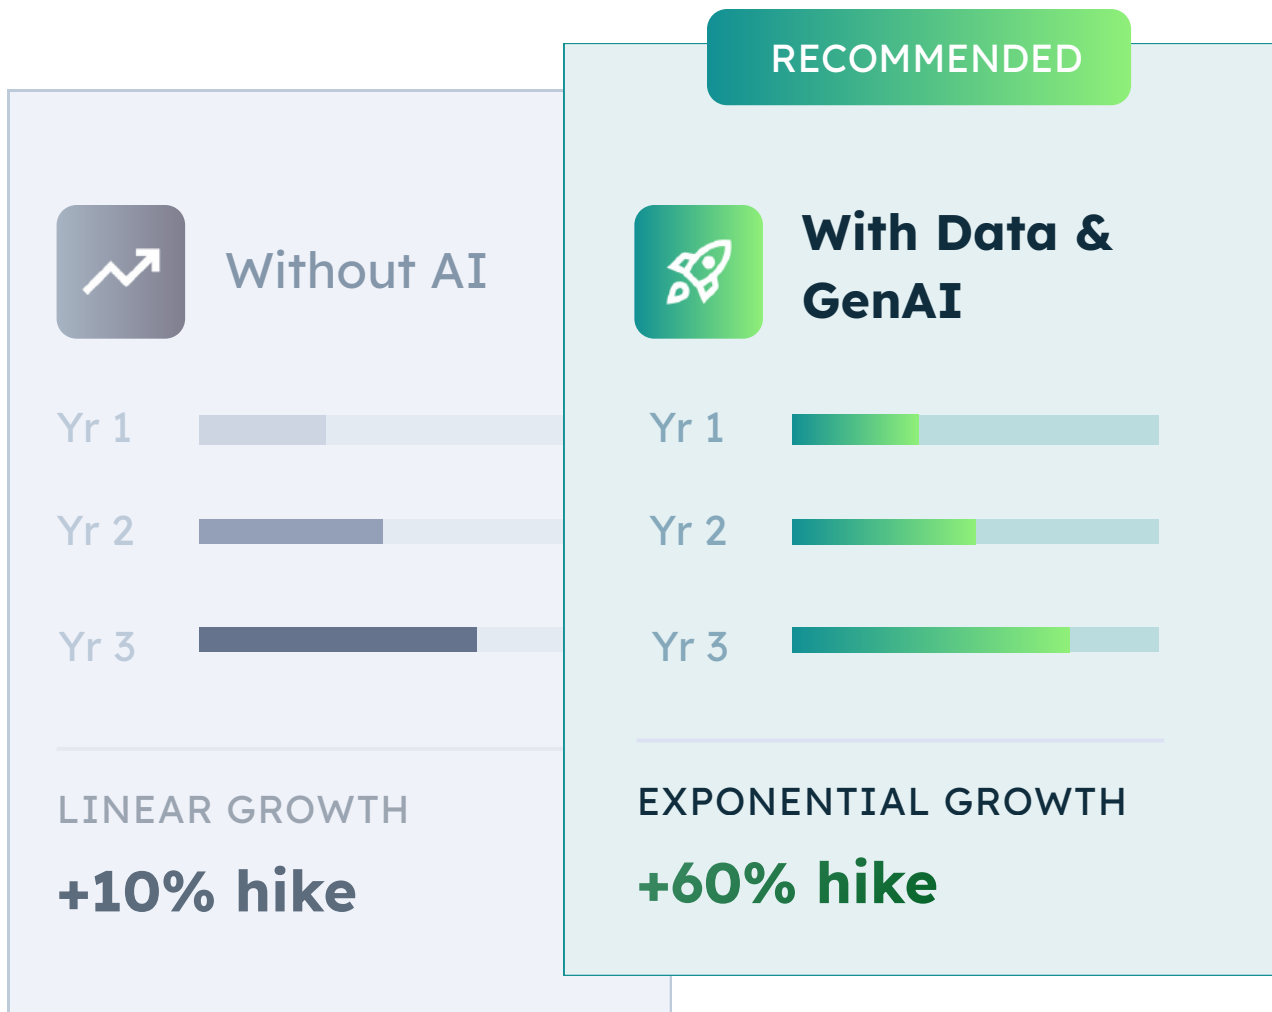 Without AI
Yr 1
Yr 2
Yr 3
LINEAR GROWTH
+10% hike
RECOMMENDED
With Data &
GenAI
Yr 1
Yr 2
Yr 3
EXPONENTIAL GROWTH
+60% hike